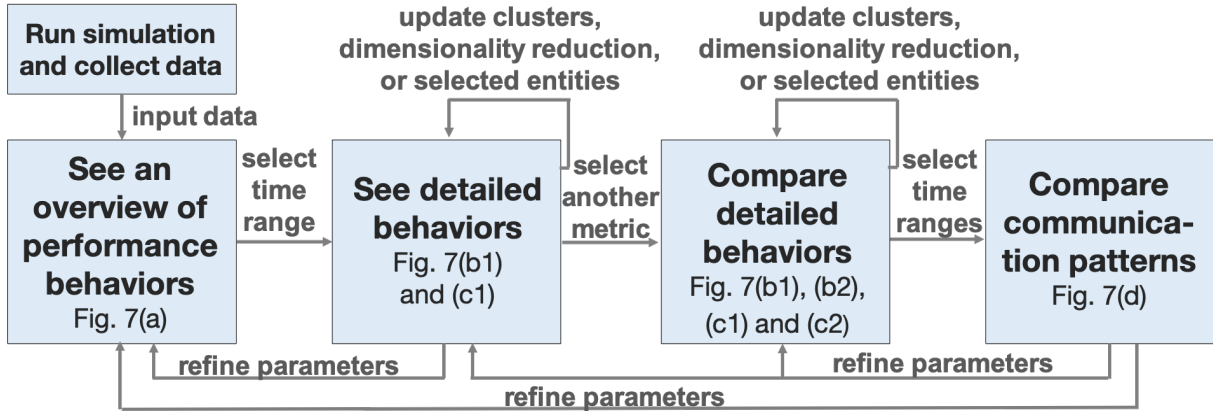 Run simulation
and collect data
input data
See an
overview of
performance
behaviors
Fig. 7(a)
select
time
range
update clusters,
dimensionality reduction,
or selected entities
See detailed
behaviors
Fig. 7(b1)
and (c1)
select
another
metric
update clusters,
dimensionality reduction,
or selected entities
Compare
detailed
behaviors
Fig. 7(b1), (b2),
(c1) and (c2)
select
time
ranges
Compare
communica-
tion patterns
Fig. 7(d)
refine parameters
refine parameters
refine parameters